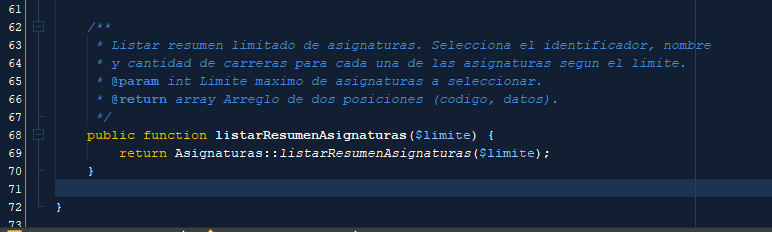 61
62 /**
63 * Listar resumen limitado de asignaturas. Selecciona el identificador, nombre
64 * y cantidad de carreras para cada una de las asignaturas segun el limite.
65 * @param int Limite maximo de asignaturas a seleccionar.
66 * @return array Arreglo de dos posiciones (codigo, datos).
67 */
68 public function listarResumenAsignaturas($limite) {
69 return Asignaturas::listarResumenAsignaturas($limite);
70 }
71
72 }
73